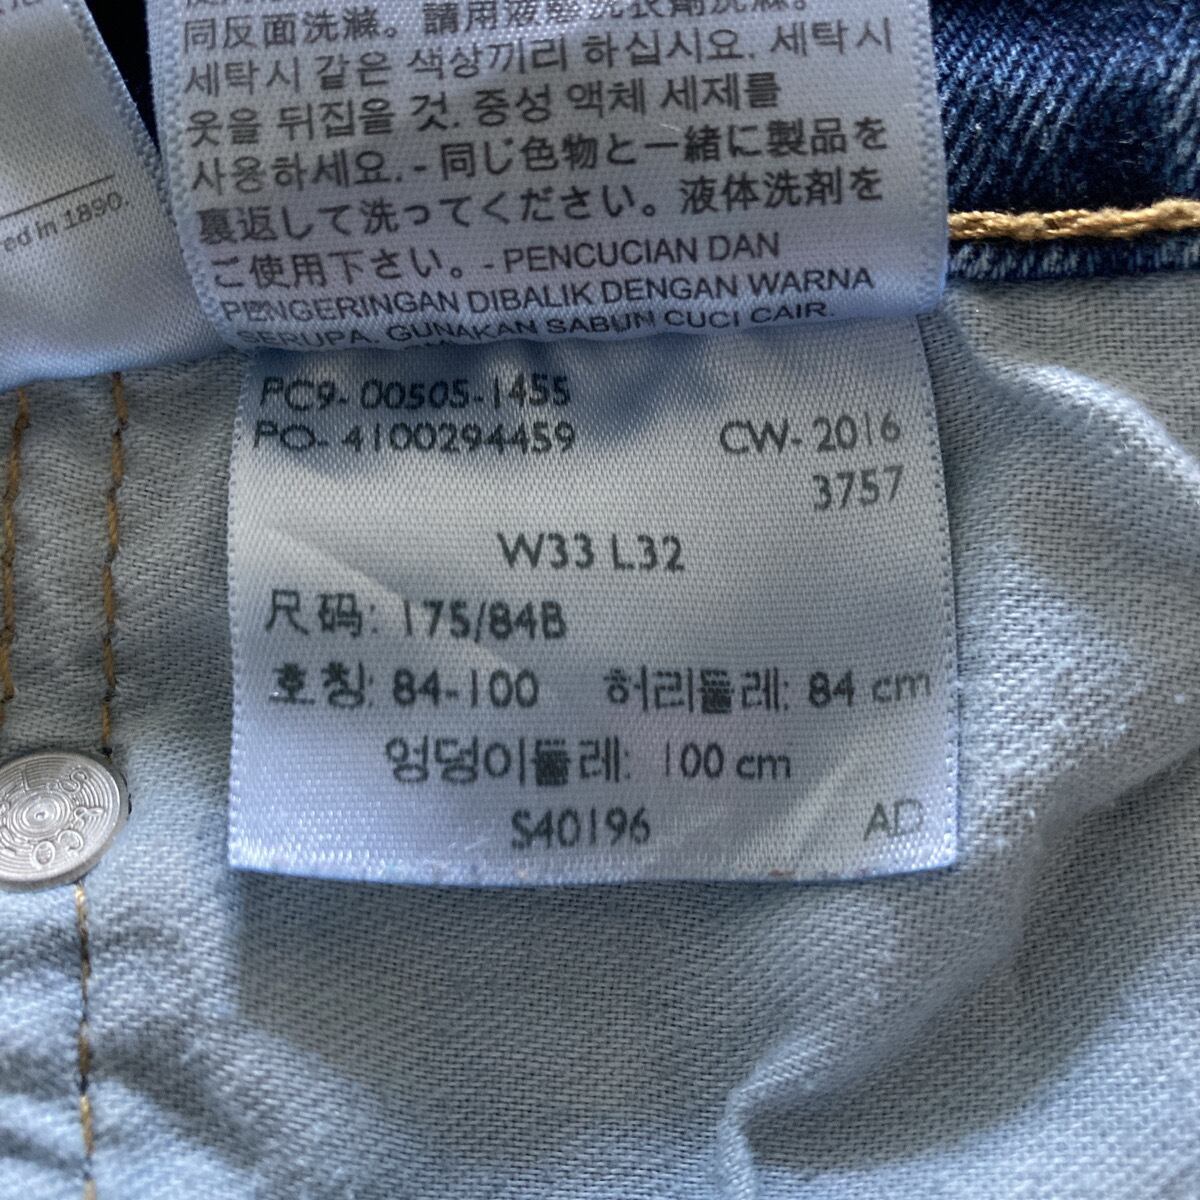 同反面洗滌。請用液態洗衣劑洗滌。
세탁시 같은 색상끼리 하십시요. 세탁시
옷을 뒤집을 것. 중성 액체 세제를
사용하세요. - 同じ色物と一緒に製品を
裏返して洗ってください。液体洗剤を
ご使用下さい。- PENCUCIAN DAN
PENGERINGAN DIBALIK DENGAN WARNA
SERUPA. GUNAKAN SABUN CUCI CAIR.
red in 1890.
PC9- 00505-1455
PO- 4100294459 CW- 2016
3757
W33 L32
尺码: 175/84B
호칭: 84-100 허리둘레: 84 cm
엉덩이둘레: 100 cm
S40196 AD
L S & CO